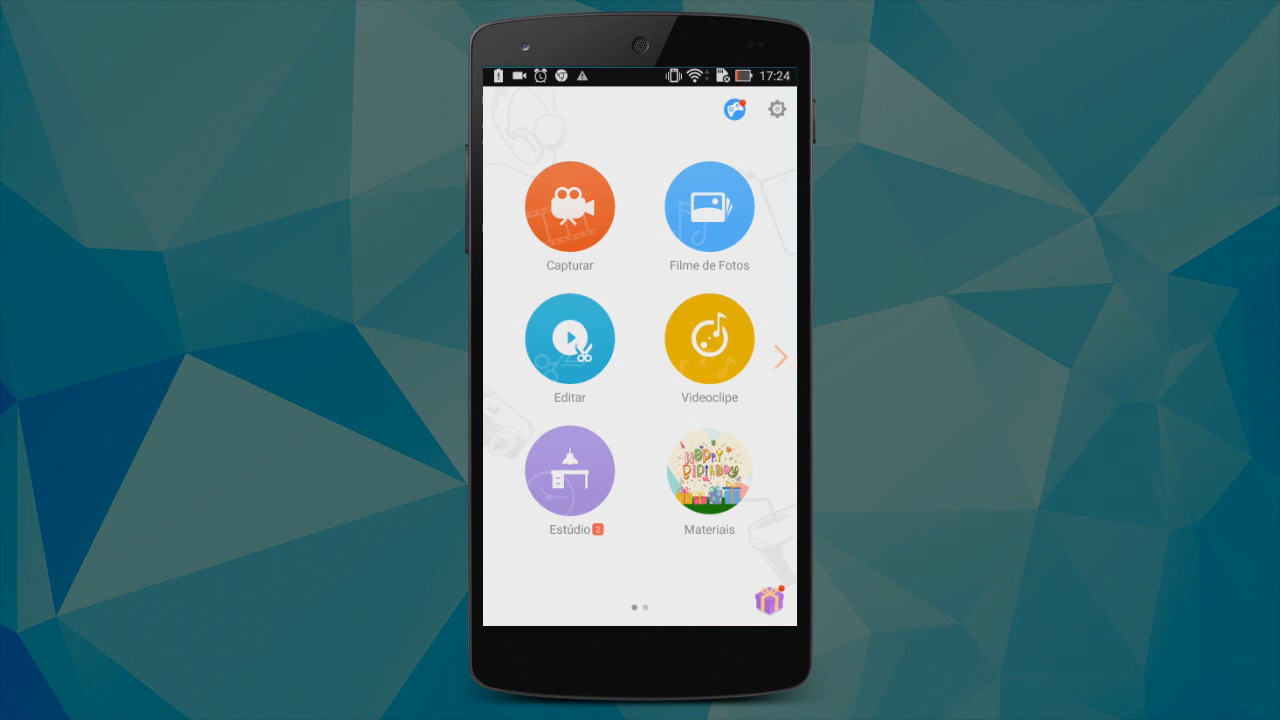 17:24
Capturar
Filme de Fotos
Editar
Videoclipe
HAPPY
BIRTHDAY
Estúdio 2
Materiais